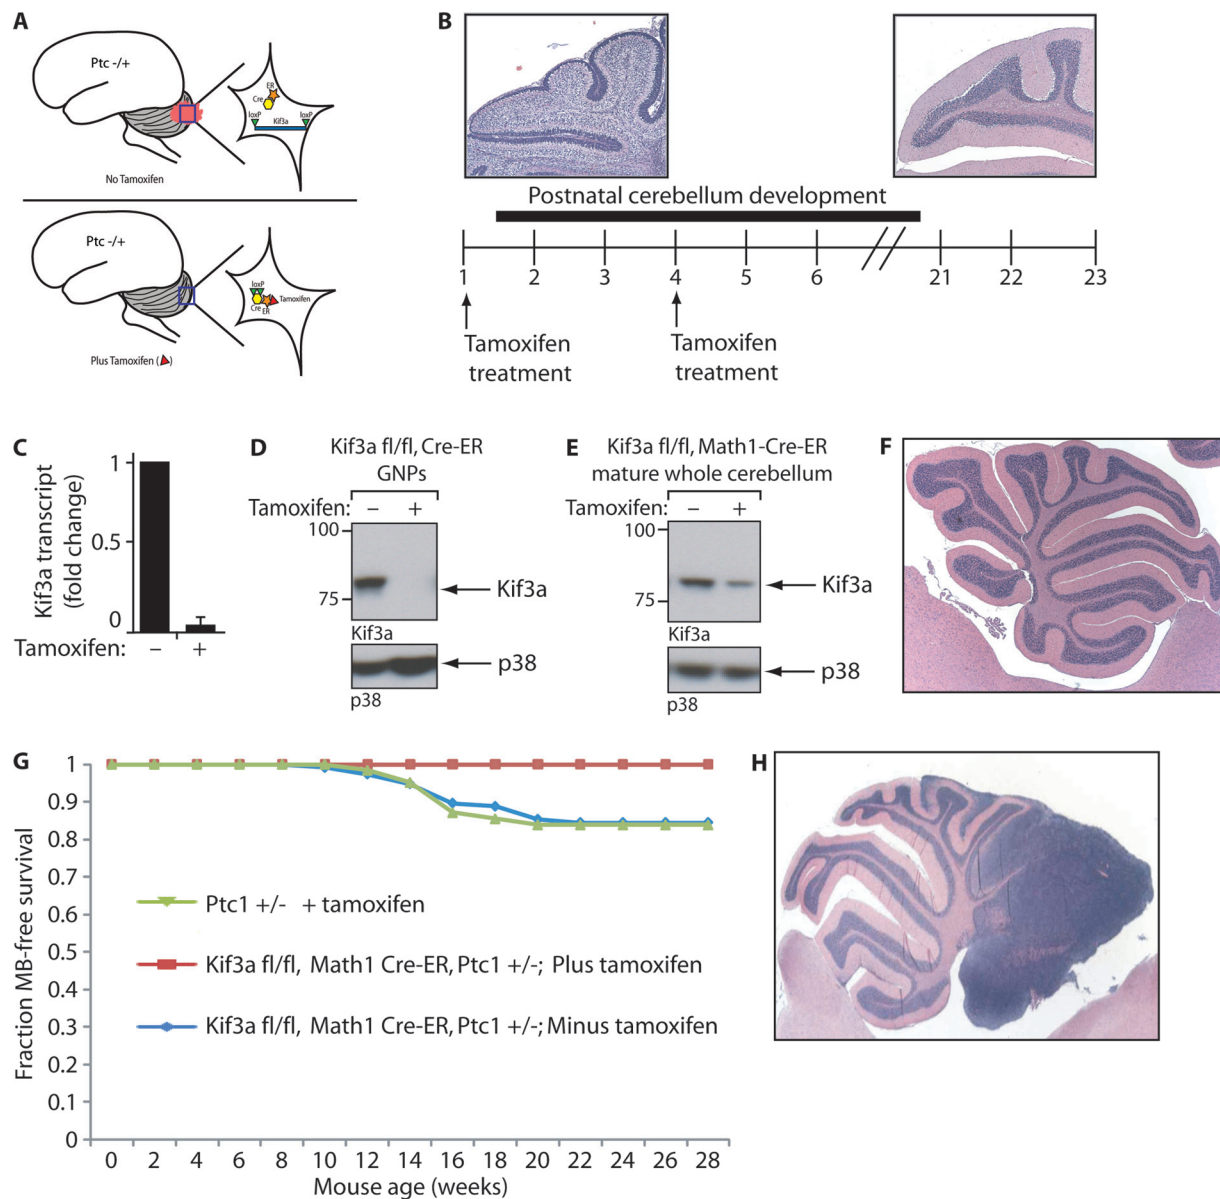 A
Ptc -/+
ER
Cre
loxP
Kif3a
loxP
No Tamoxifen
Ptc -/+
loxP
Tamoxifen
Cre
ER
Plus Tamoxifen ( )
B
Postnatal cerebellum development
1 2 3 4 5 6 21 22 23
Tamoxifen
treatment
Tamoxifen
treatment
C
Kif3a transcript
(fold change)
1
0.5
0
Tamoxifen: – +
D
Kif3a fl/fl, Cre-ER
GNPs
Tamoxifen: – +
100
75
Kif3a
Kif3a
p38
p38
E
Kif3a fl/fl, Math1-Cre-ER
mature whole cerebellum
Tamoxifen: – +
100
75
Kif3a
Kif3a
p38
p38
F
G
Fraction MB-free survival
1
0.9
0.8
0.7
0.6
0.5
0.4
0.3
0.2
0.1
0
Ptc1 +/- + tamoxifen
Kif3a fl/fl, Math1 Cre-ER, Ptc1 +/-; Plus tamoxifen
Kif3a fl/fl, Math1 Cre-ER, Ptc1 +/-; Minus tamoxifen
0 2 4 6 8 10 12 14 16 18 20 22 24 26 28
Mouse age (weeks)
H